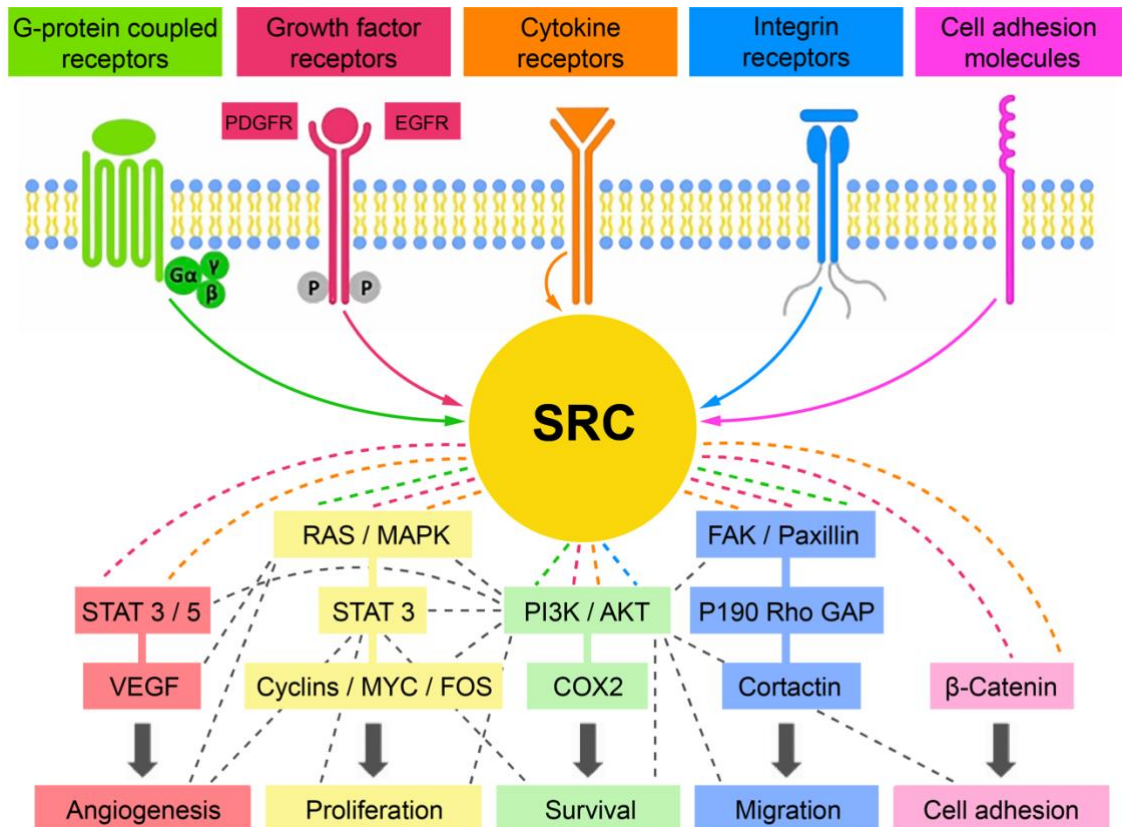 G-protein coupled
receptors
Growth factor
receptors
Cytokine
receptors
Integrin
receptors
Cell adhesion
molecules
PDGFR
EGFR
Gα
γ
β
P
P
SRC
RAS / MAPK
FAK / Paxillin
STAT 3 / 5
STAT 3
PI3K / AKT
P190 Rho GAP
VEGF
Cyclins / MYC / FOS
COX2
Cortactin
β-Catenin
Angiogenesis
Proliferation
Survival
Migration
Cell adhesion